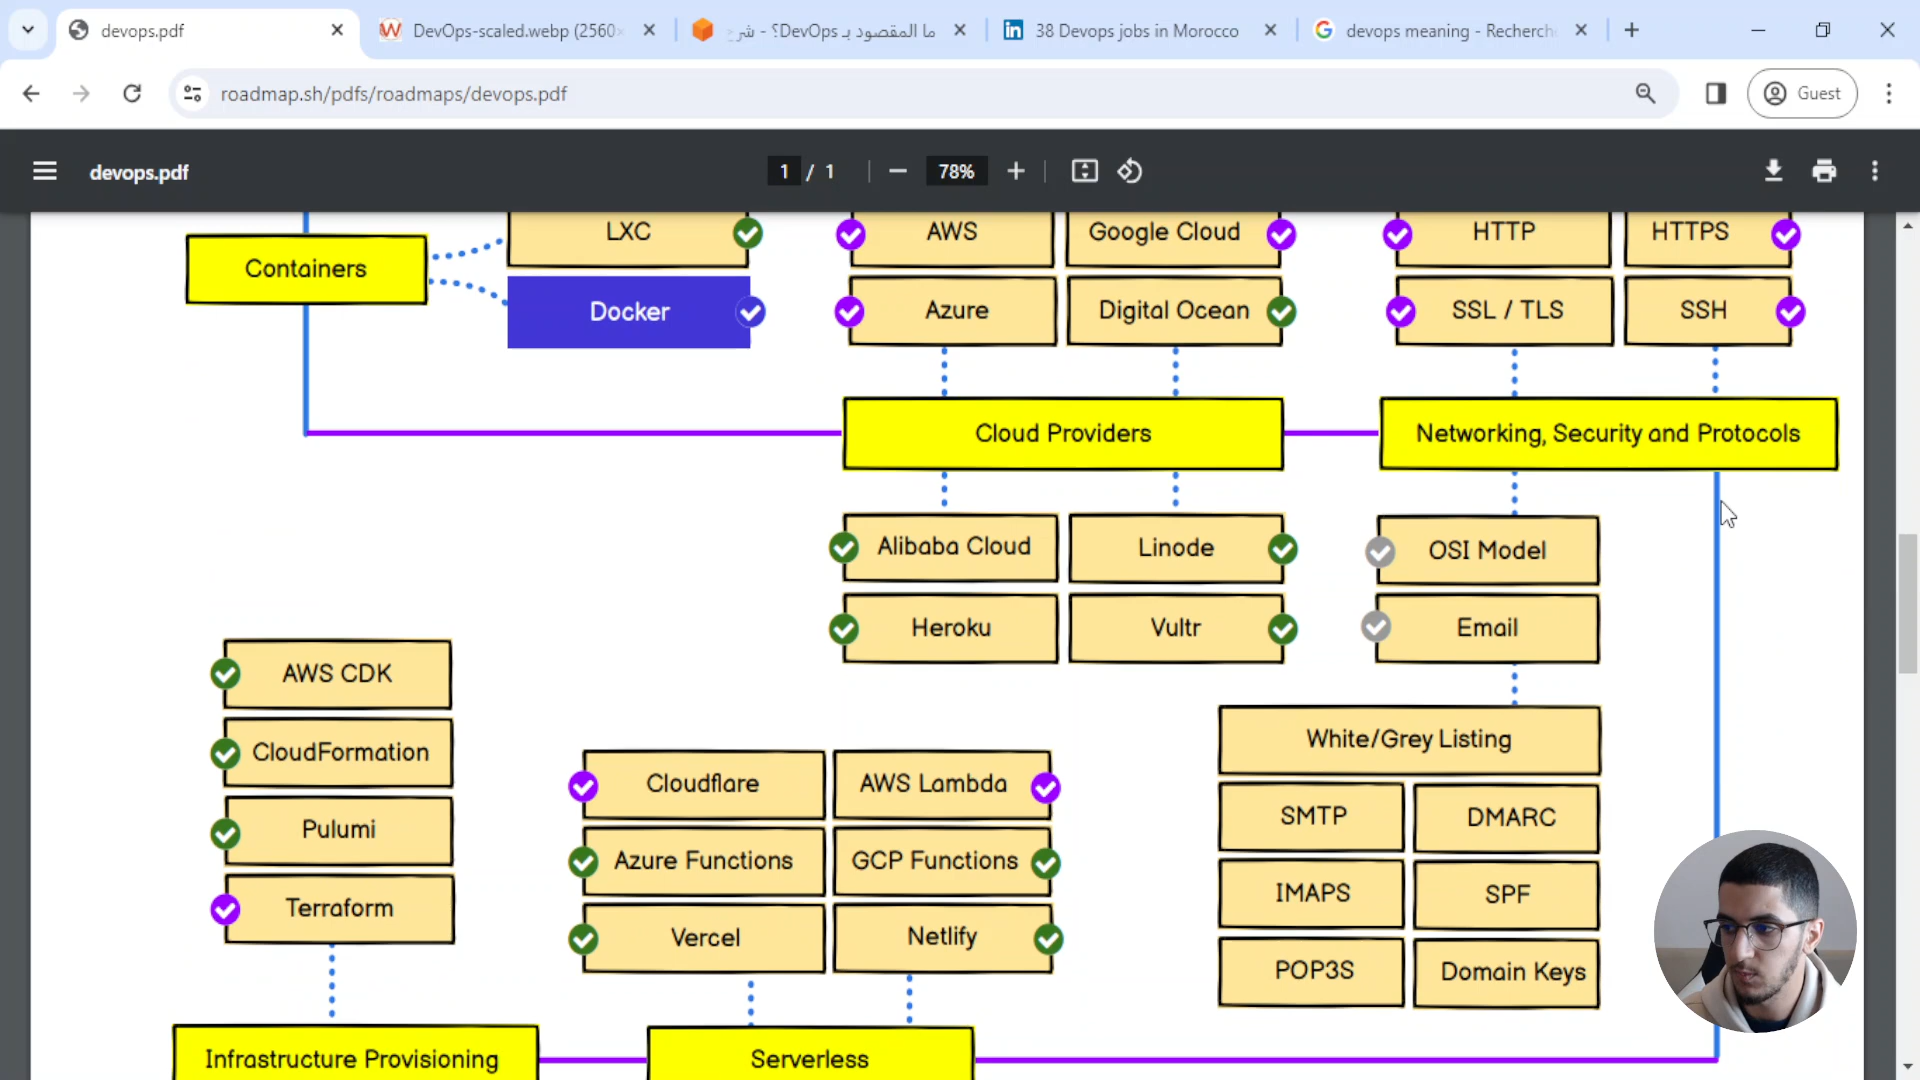 devops.pdf
DevOps-scaled.webp (2560×
ما المقصود بـ DevOps؟ - شرح
38 Devops jobs in Morocco
devops meaning - Recherch
roadmap.sh/pdfs/roadmaps/devops.pdf
Guest
devops.pdf
1 / 1
78%
LXC
AWS
Google Cloud
HTTP
HTTPS
Containers
Docker
Azure
Digital Ocean
SSL / TLS
SSH
Cloud Providers
Networking, Security and Protocols
Alibaba Cloud
Linode
OSI Model
Heroku
Vultr
Email
AWS CDK
CloudFormation
Pulumi
Terraform
Cloudflare
AWS Lambda
Azure Functions
GCP Functions
Vercel
Netlify
White/Grey Listing
SMTP
DMARC
IMAPS
SPF
POP3S
Domain Keys
Infrastructure Provisioning
Serverless